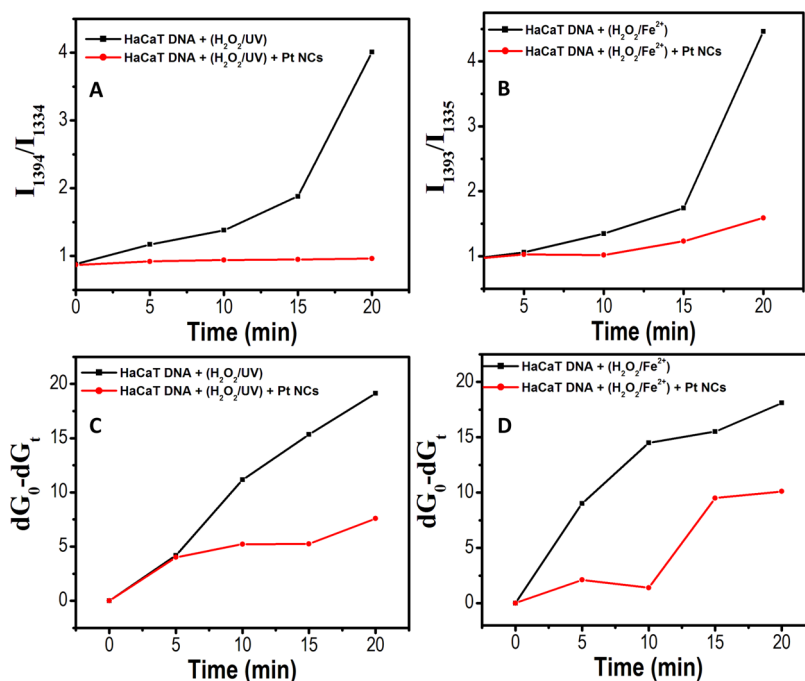 HaCaT DNA + (H₂O₂/UV)
HaCaT DNA + (H₂O₂/UV) + Pt NCs
A
I₁₃₉₄/I₁₃₃₄
4
3
2
1
0 5 10 15 20
Time (min)
HaCaT DNA + (H₂O₂/Fe²⁺)
HaCaT DNA + (H₂O₂/Fe²⁺) + Pt NCs
B
I₁₃₉₃/I₁₃₃₅
4
3
2
1
5 10 15 20
Time (min)
HaCaT DNA + (H₂O₂/UV)
HaCaT DNA + (H₂O₂/UV) + Pt NCs
C
dG₀-dGₜ
20
15
10
5
0
0 5 10 15 20
Time (min)
HaCaT DNA + (H₂O₂/Fe²⁺)
HaCaT DNA + (H₂O₂/Fe²⁺) + Pt NCs
D
dG₀-dGₜ
20
15
10
5
0
0 5 10 15 20
Time (min)